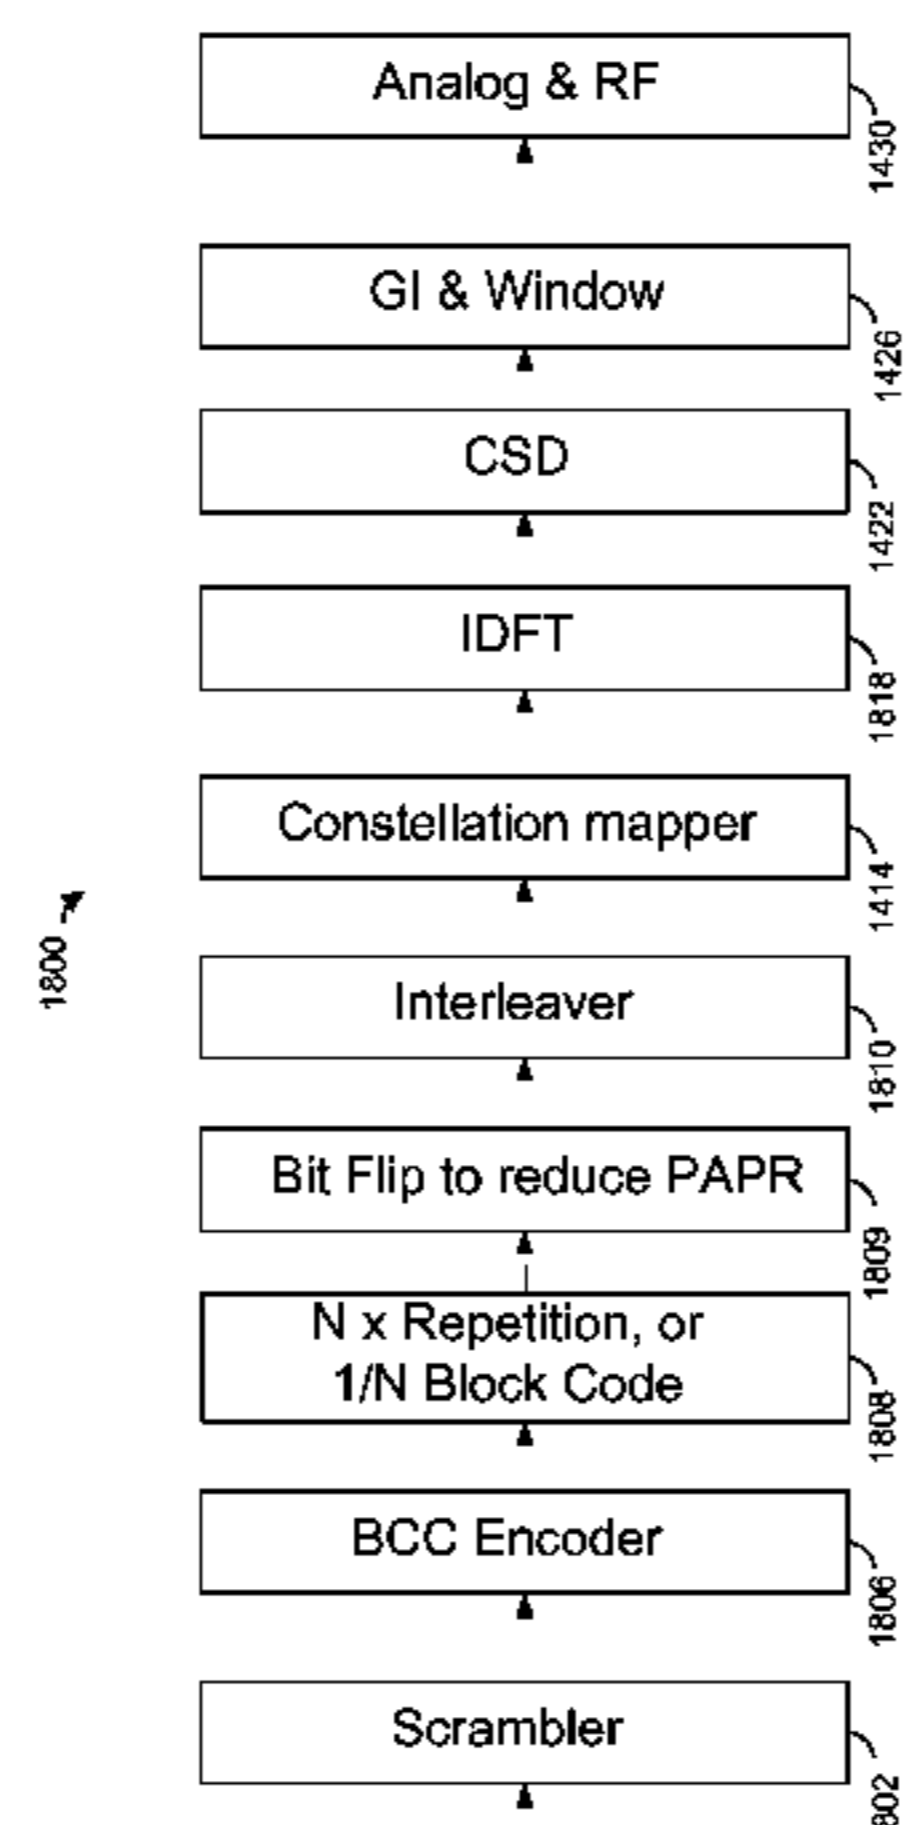 Analog & RF
1430
GI & Window
1426
CSD
1422
IDFT
1818
Constellation mapper
1414
1800
Interleaver
1810
Bit Flip to reduce PAPR
1809
N x Repetition, or
1/N Block Code
1808
BCC Encoder
1806
Scrambler